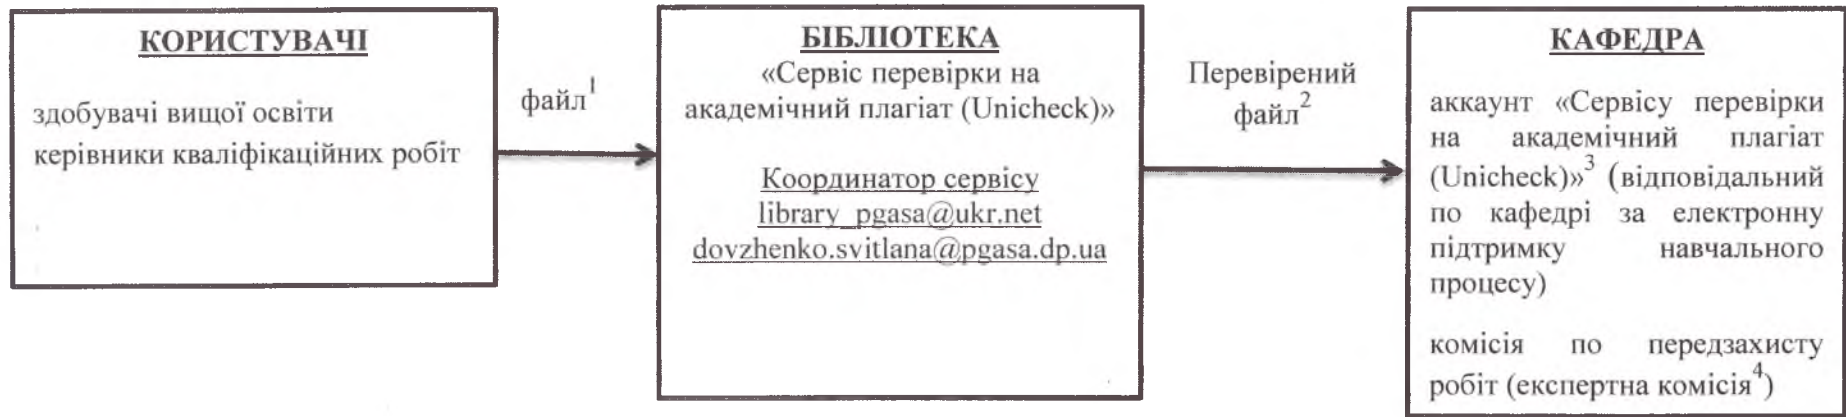 КОРИСТУВАЧІ
здобувачі вищої освіти
керівники кваліфікаційних робіт
файл1
БІБЛІОТЕКА
«Сервіс перевірки на
академічний плагіат (Unicheck)»
Координатор сервісу
library_pgasa@ukr.net
dovzhenko.svitlana@pgasa.dp.ua
Перевірений
файл2
КАФЕДРА
аккаунт «Сервісу перевірки
на академічний плагіат
(Unicheck)»3 (відповідальний
по кафедрі за електронну
підтримку навчального
процесу)
комісія по передзахисту
робіт (експертна комісія4)